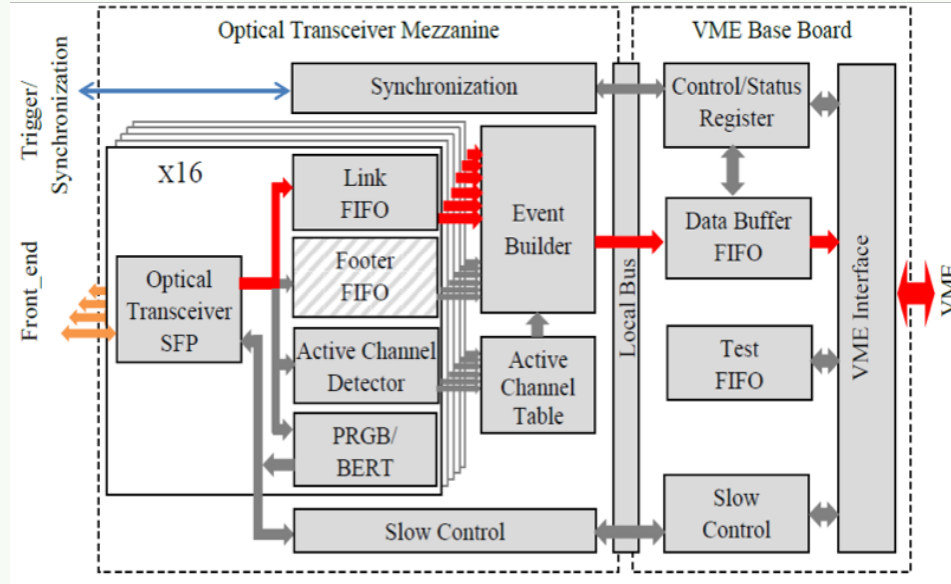 Optical Transceiver Mezzanine
VME Base Board
Trigger/
Synchronization
Synchronization
Control/Status
Register
x16
Link
FIFO
Event
Builder
Data Buffer
FIFO
Footer
FIFO
Front_end
Optical
Transceiver
SFP
Local Bus
VME Interface
VME
Active Channel
Detector
Active
Channel
Table
Test
FIFO
PRGB/
BERT
Slow Control
Slow
Control